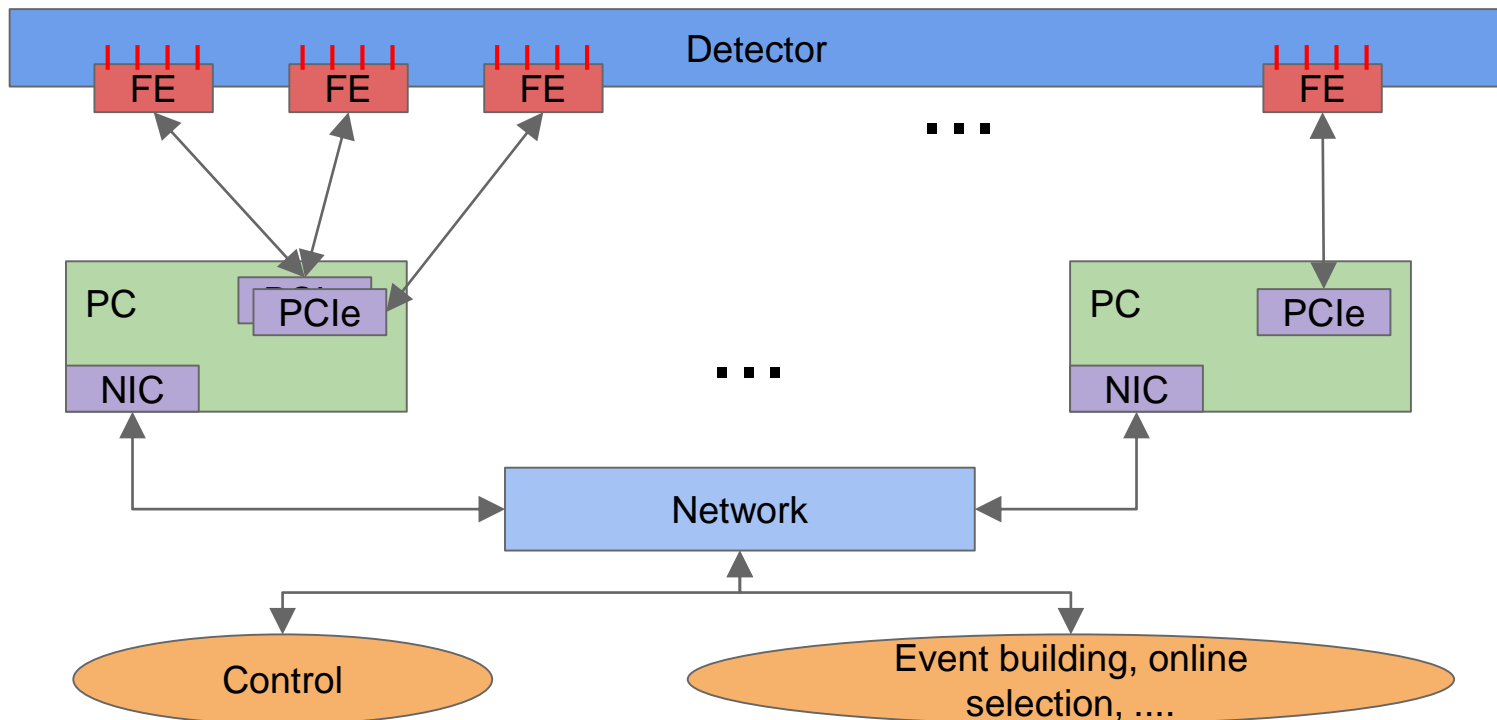 Detector
FE
FE
FE
FE
...
PC
PCIe
PC
PCIe
NIC
...
NIC
Network
Control
Event building, online
selection, ....